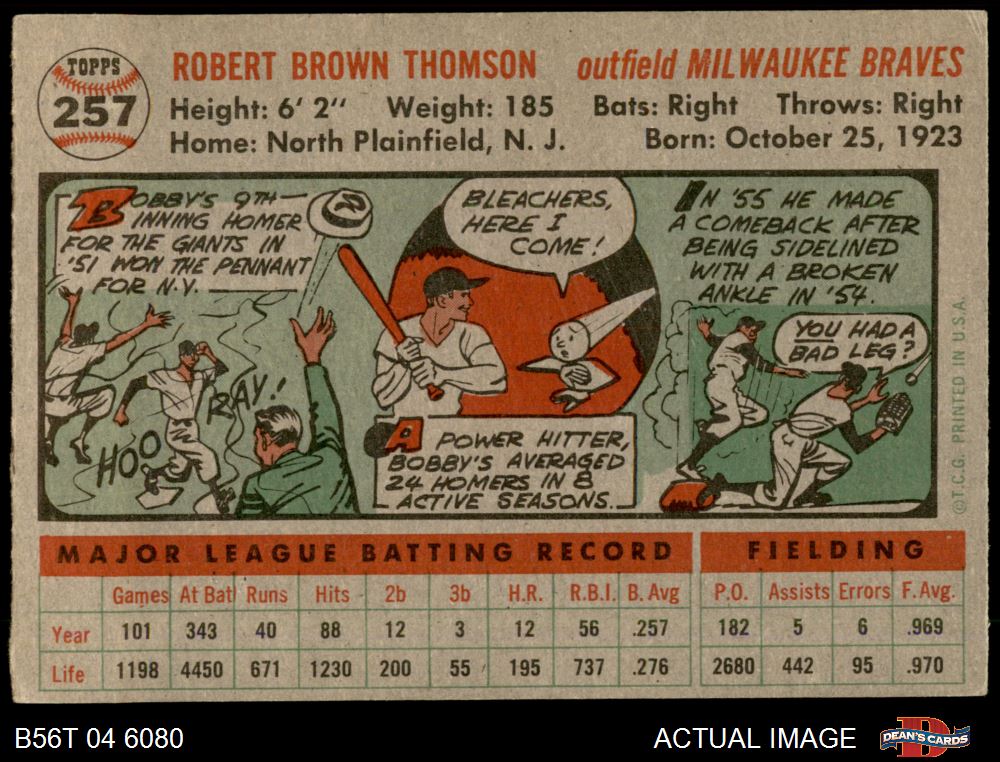 TOPPS
257
ROBERT BROWN THOMSON outfield MILWAUKEE BRAVES
Height: 6' 2" Weight: 185 Bats: Right Throws: Right
Home: North Plainfield, N. J. Born: October 25, 1923
BOBBY'S 9TH
INNING HOMER
FOR THE GIANTS IN
'51 WON THE PENNANT
FOR N.Y.
HOO RAY!
BLEACHERS,
HERE I
COME!
A POWER HITTER,
BOBBY'S AVERAGED
24 HOMERS IN 8
ACTIVE SEASONS.
IN '55 HE MADE
A COMEBACK AFTER
BEING SIDELINED
WITH A BROKEN
ANKLE IN '54.
YOU HAD A
BAD LEG?
©T.C.G. PRINTED IN U.S.A.
MAJOR LEAGUE BATTING RECORD FIELDING
Games At Bat Runs Hits 2b 3b H.R. R.B.I. B. Avg P.O. Assists Errors F. Avg.
Year 101 343 40 88 12 3 12 56 .257 182 5 6 .969
Life 1198 4450 671 1230 200 55 195 737 .276 2680 442 95 .970
B56T 04 6080 ACTUAL IMAGE D DEAN'S CARDS